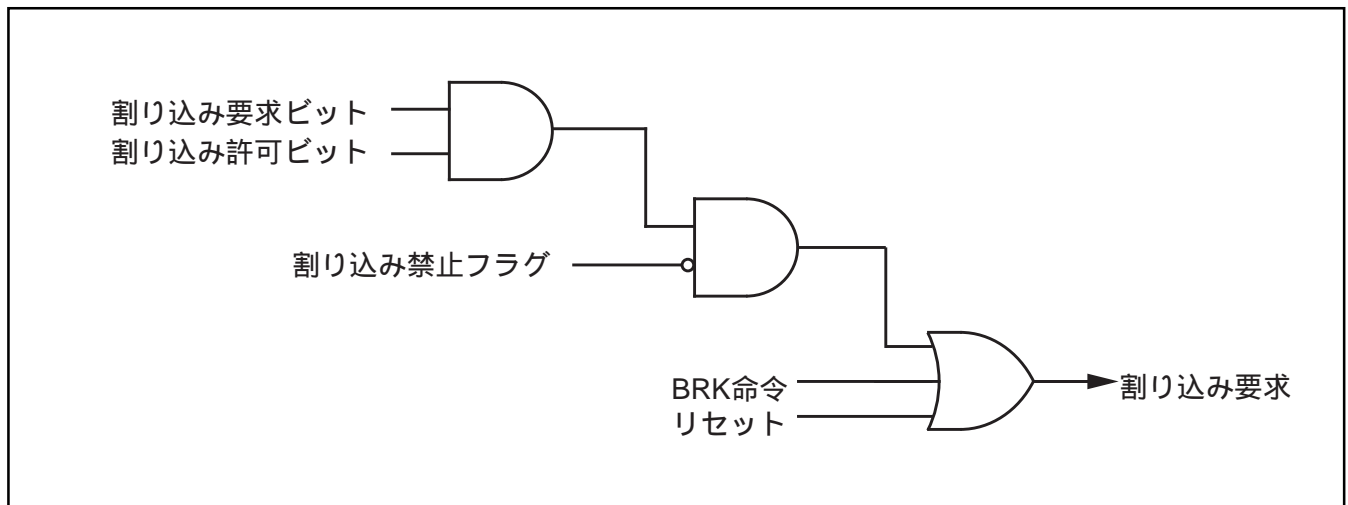 割り込み要求ビット
割り込み許可ビット
割り込み禁止フラグ
BRK命令
リセット
割り込み要求